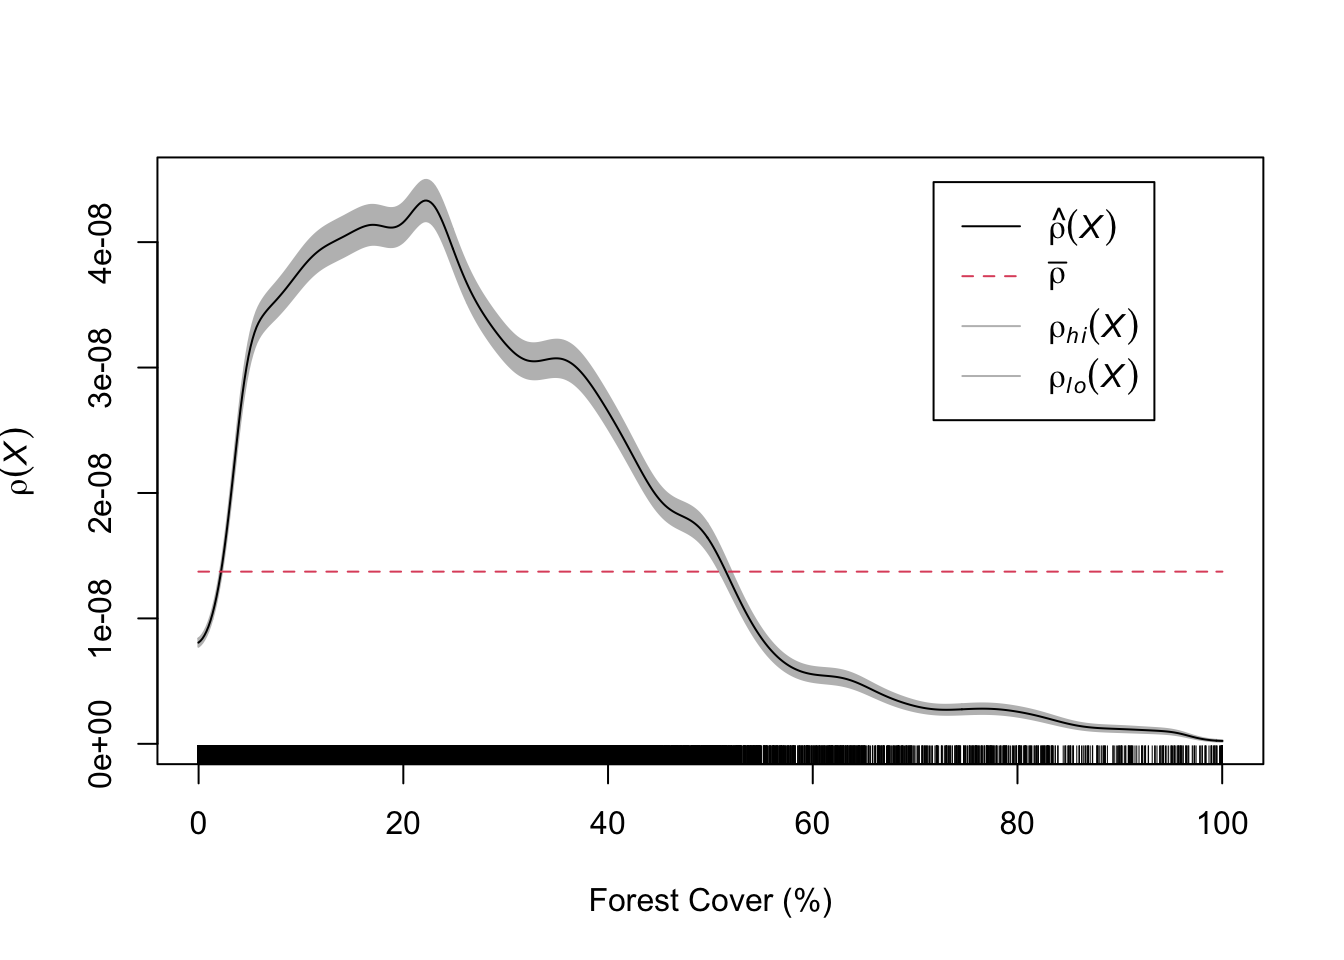 ρ̂(X)
ρ̅
ρhi(X)
ρlo(X)
ρ(X)
4e-08
3e-08
2e-08
1e-08
0e+00
0 20 40 60 80 100
Forest Cover (%)